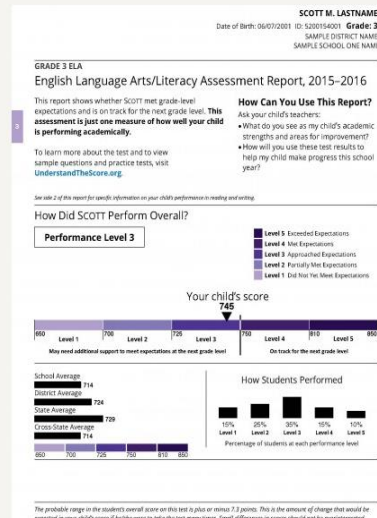 SCOTT M. LASTNAME
Date of Birth: 06/07/2001 ID: 5200154001 Grade: 3
SAMPLE DISTRICT NAME
SAMPLE SCHOOL ONE NAME
GRADE 3 ELA
English Language Arts/Literacy Assessment Report, 2015–2016
This report shows whether SCOTT met grade-level
expectations and is on track for the next grade level. This
assessment is just one measure of how well your child
is performing academically.
To learn more about the test and to view
sample questions and practice tests, visit
UnderstandTheScore.org.
How Can You Use This Report?
Ask your child's teachers:
• What do you see as my child's academic
strengths and areas for improvement?
• How will you use these test results to
help my child make progress this school
year?
3
See side 2 of this report for specific information on your child's performance in reading and writing.
How Did SCOTT Perform Overall?
Performance Level 3
Level 5 Exceeded Expectations
Level 4 Met Expectations
Level 3 Approached Expectations
Level 2 Partially Met Expectations
Level 1 Did Not Yet Meet Expectations
Your child's score
745
650 700 725 750 810 850
Level 1 Level 2 Level 3 Level 4 Level 5
May need additional support to meet expectations at the next grade level On track for the next grade level
School Average
714
District Average
724
State Average
729
Cross-State Average
714
650 700 725 750 810 850
How Students Performed
15% 25% 35% 15% 10%
Level 1 Level 2 Level 3 Level 4 Level 5
Percentage of students at each performance level
The probable range in the student's overall score on this test is plus or minus 7.3 points. This is the amount of change that would be